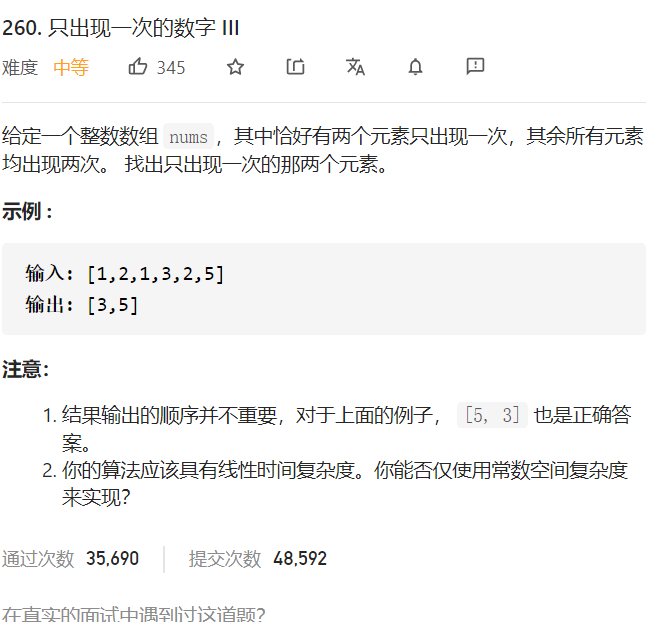 260. 只出现一次的数字 III
难度 中等 345
给定一个整数数组 nums，其中恰好有两个元素只出现一次，其余所有元素
均出现两次。 找出只出现一次的那两个元素。
示例 :
输入: [1,2,1,3,2,5]
输出: [3,5]
注意：
1. 结果输出的顺序并不重要，对于上面的例子， [5, 3] 也是正确答
案。
2. 你的算法应该具有线性时间复杂度。你能否仅使用常数空间复杂度
来实现？
通过次数 35,690 提交次数 48,592
在真实的面试中遇到过这道题？